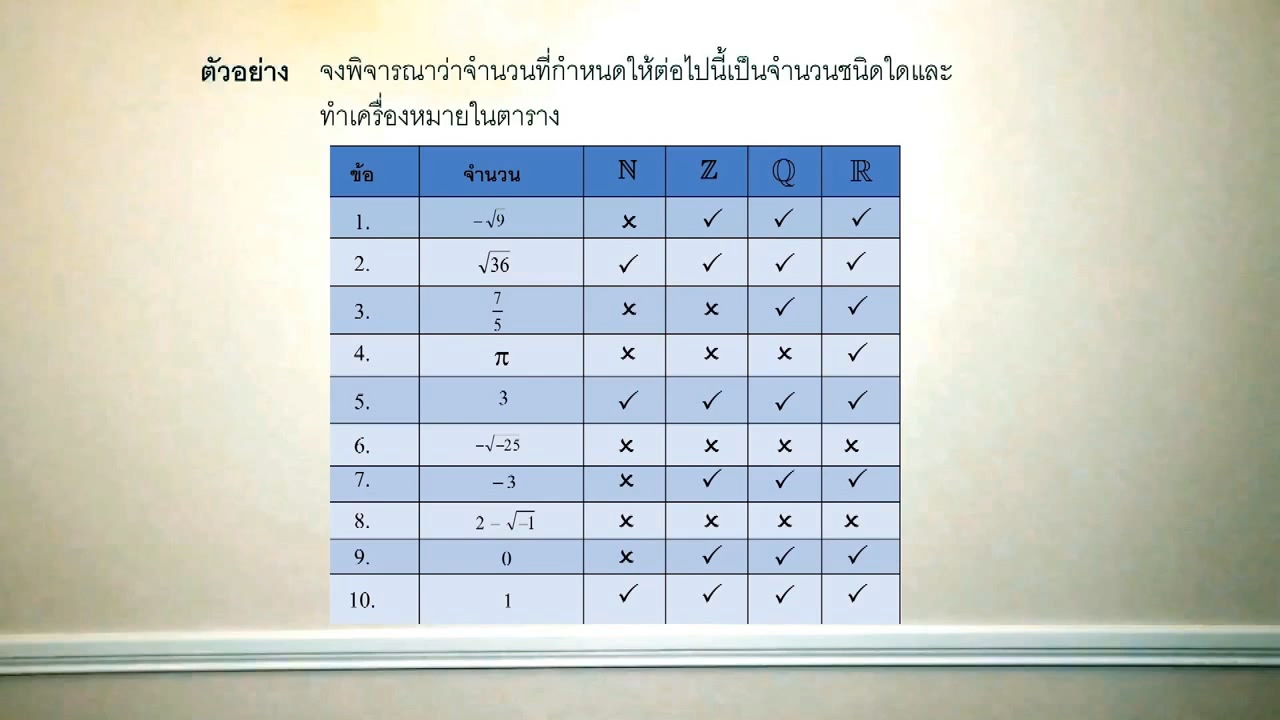 ตัวอย่าง จงพิจารณาว่าจำนวนที่กำหนดให้ต่อไปนี้เป็นจำนวนชนิดใดและ
ทำเครื่องหมายในตาราง
ข้อ จำนวน ℕ ℤ ℚ ℝ
1. −√9 × ✓ ✓ ✓
2. √36 ✓ ✓ ✓ ✓
3. 7/5 × × ✓ ✓
4. π × × × ✓
5. 3 ✓ ✓ ✓ ✓
6. −√−25 × × × ×
7. −3 × ✓ ✓ ✓
8. 2 − √−1 × × × ×
9. 0 × ✓ ✓ ✓
10. 1 ✓ ✓ ✓ ✓